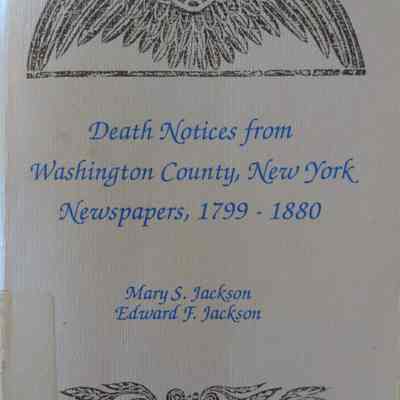 Death Notices from
Washington County, New York
Newspapers, 1799 - 1880
Mary S. Jackson
Edward F. Jackson